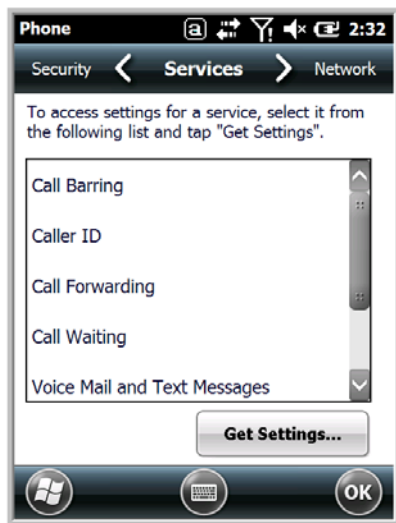 Phone a 2:32
Security Services Network
To access settings for a service, select it from
the following list and tap "Get Settings".
Call Barring
Caller ID
Call Forwarding
Call Waiting
Voice Mail and Text Messages
Get Settings...
OK